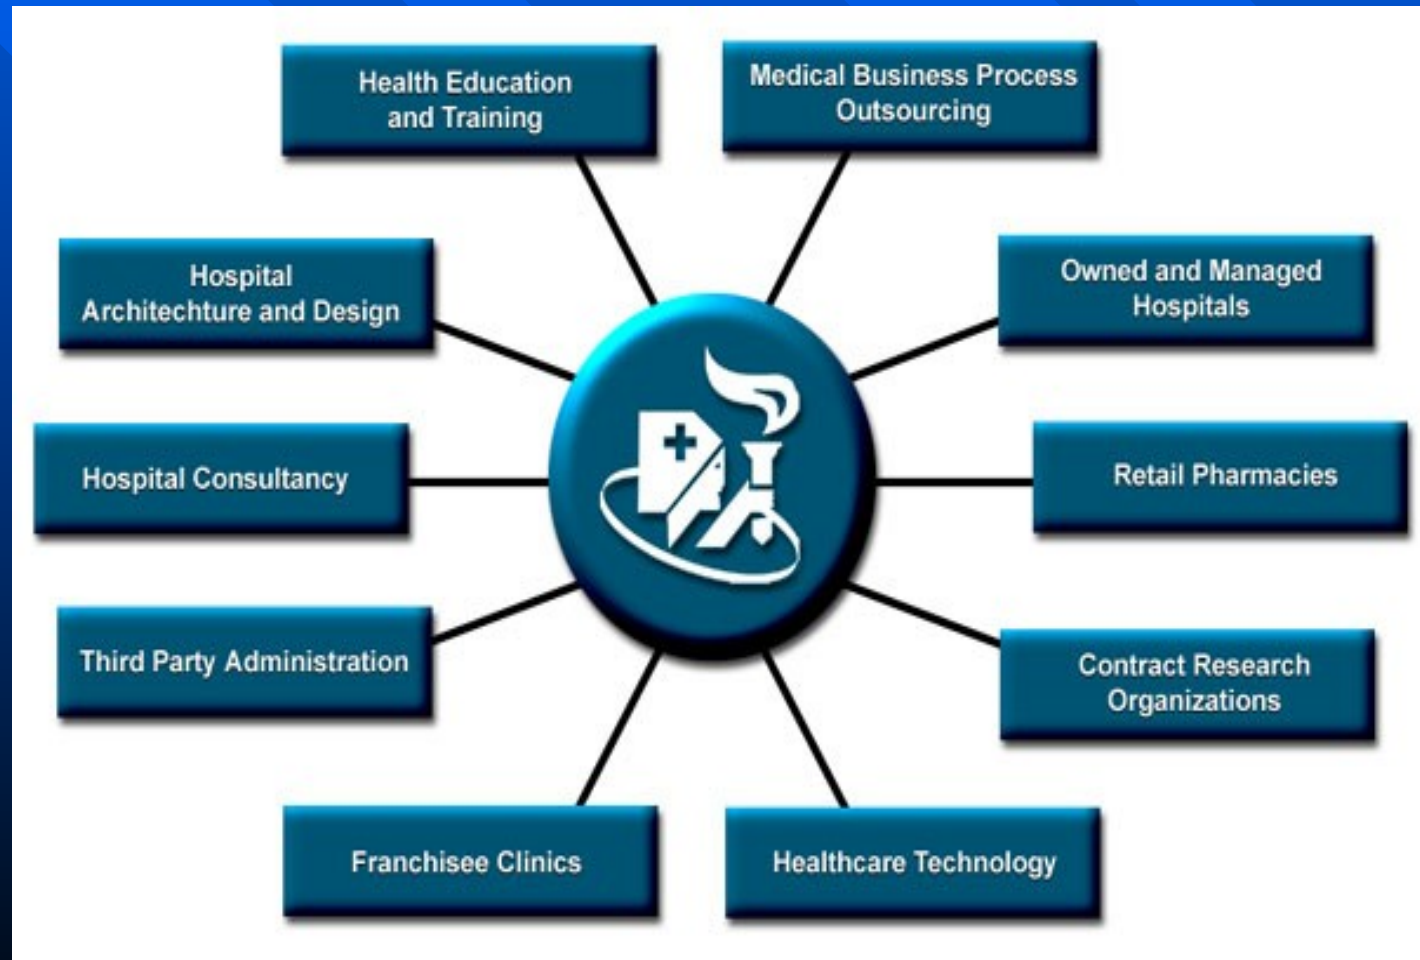 Health Education
and Training
Medical Business Process
Outsourcing
Hospital
Architechture and Design
Owned and Managed
Hospitals
Hospital Consultancy
Retail Pharmacies
Third Party Administration
Contract Research
Organizations
Franchisee Clinics
Healthcare Technology